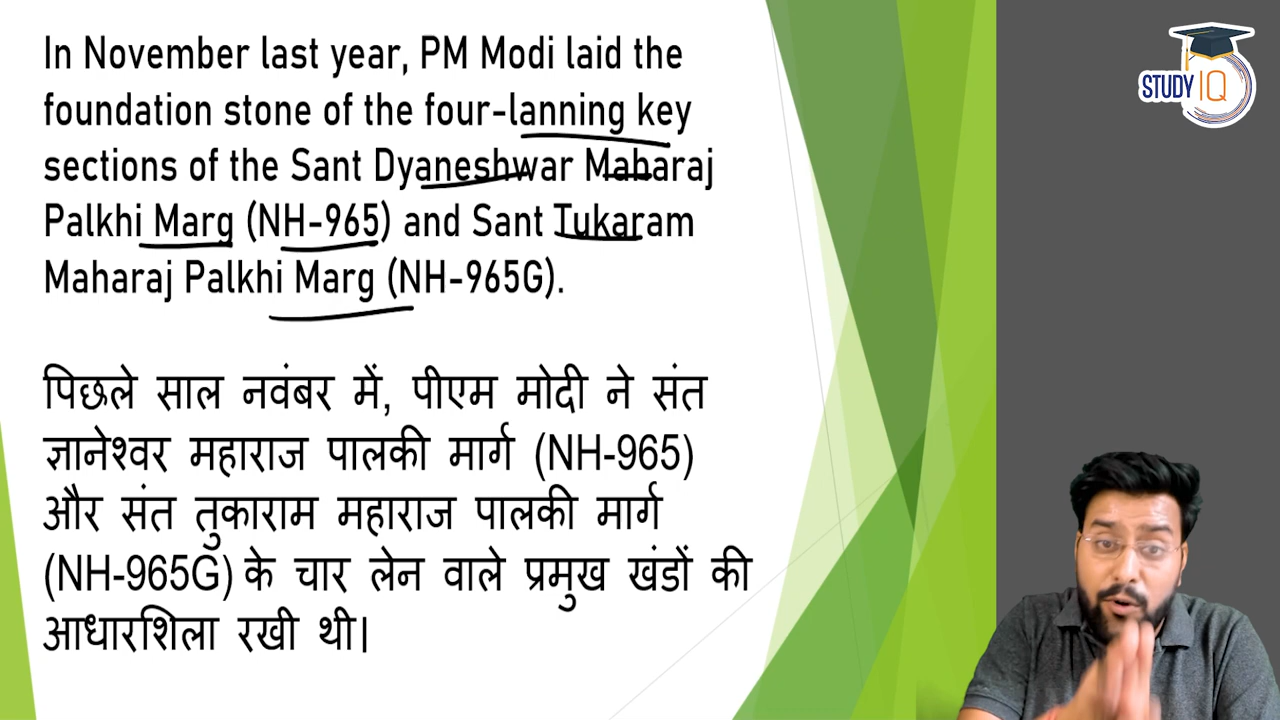 In November last year, PM Modi laid the
foundation stone of the four-lanning key
sections of the Sant Dyaneshwar Maharaj
Palkhi Marg (NH-965) and Sant Tukaram
Maharaj Palkhi Marg (NH-965G).
पिछले साल नवंबर में, पीएम मोदी ने संत
ज्ञानेश्वर महाराज पालकी मार्ग (NH-965)
और संत तुकाराम महाराज पालकी मार्ग
(NH-965G) के चार लेन वाले प्रमुख खंडों की
आधारशिला रखी थी।
STUDY IQ